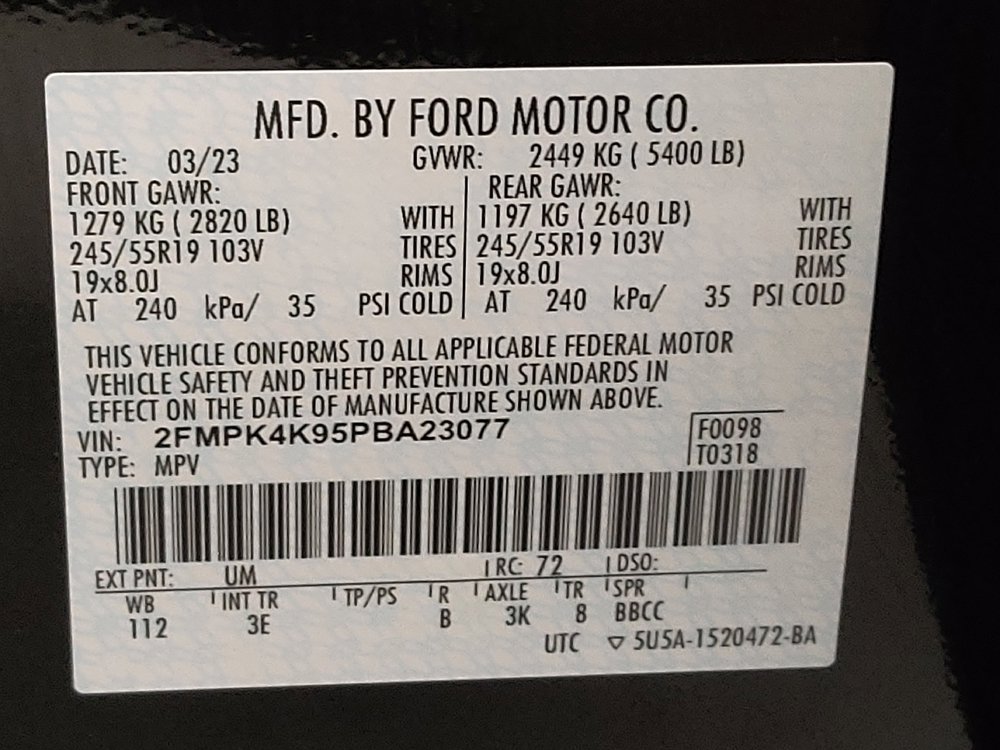 MFD. BY FORD MOTOR CO.
DATE: 03/23 GVWR: 2449 KG ( 5400 LB)
FRONT GAWR: REAR GAWR:
1279 KG ( 2820 LB) WITH 1197 KG ( 2640 LB) WITH
245/55R19 103V TIRES 245/55R19 103V TIRES
19x8.0J RIMS 19x8.0J RIMS
AT 240 kPa/ 35 PSI COLD AT 240 kPa/ 35 PSI COLD
THIS VEHICLE CONFORMS TO ALL APPLICABLE FEDERAL MOTOR
VEHICLE SAFETY AND THEFT PREVENTION STANDARDS IN
EFFECT ON THE DATE OF MANUFACTURE SHOWN ABOVE.
VIN: 2FMPK4K95PBA23077 F0098
TYPE: MPV T0318
EXT PNT: UM RC: 72 DSO:
WB INT TR TP/PS R AXLE TR SPR
112 3E B 3K 8 BBCC
UTC ▽ 5U5A-1520472-BA